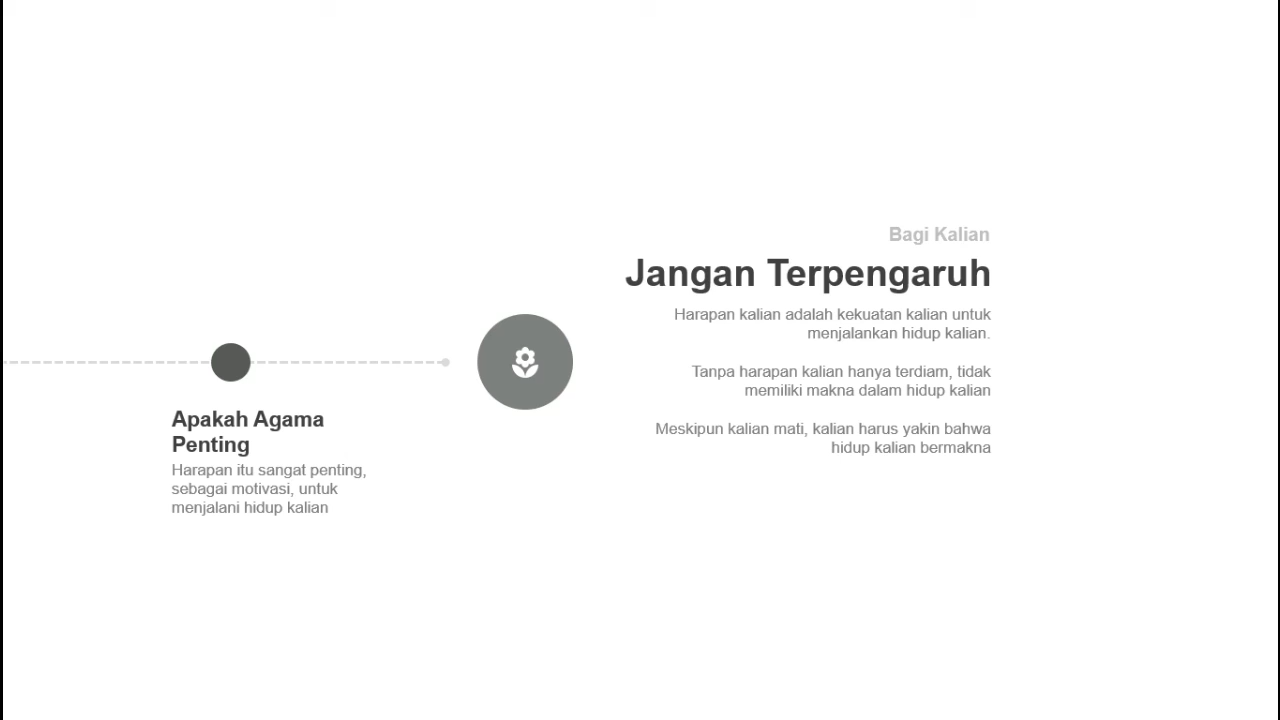 Apakah Agama
Penting
Harapan itu sangat penting,
sebagai motivasi, untuk
menjalani hidup kalian
Bagi Kalian
Jangan Terpengaruh
Harapan kalian adalah kekuatan kalian untuk
menjalankan hidup kalian.
Tanpa harapan kalian hanya terdiam, tidak
memiliki makna dalam hidup kalian
Meskipun kalian mati, kalian harus yakin bahwa
hidup kalian bermakna